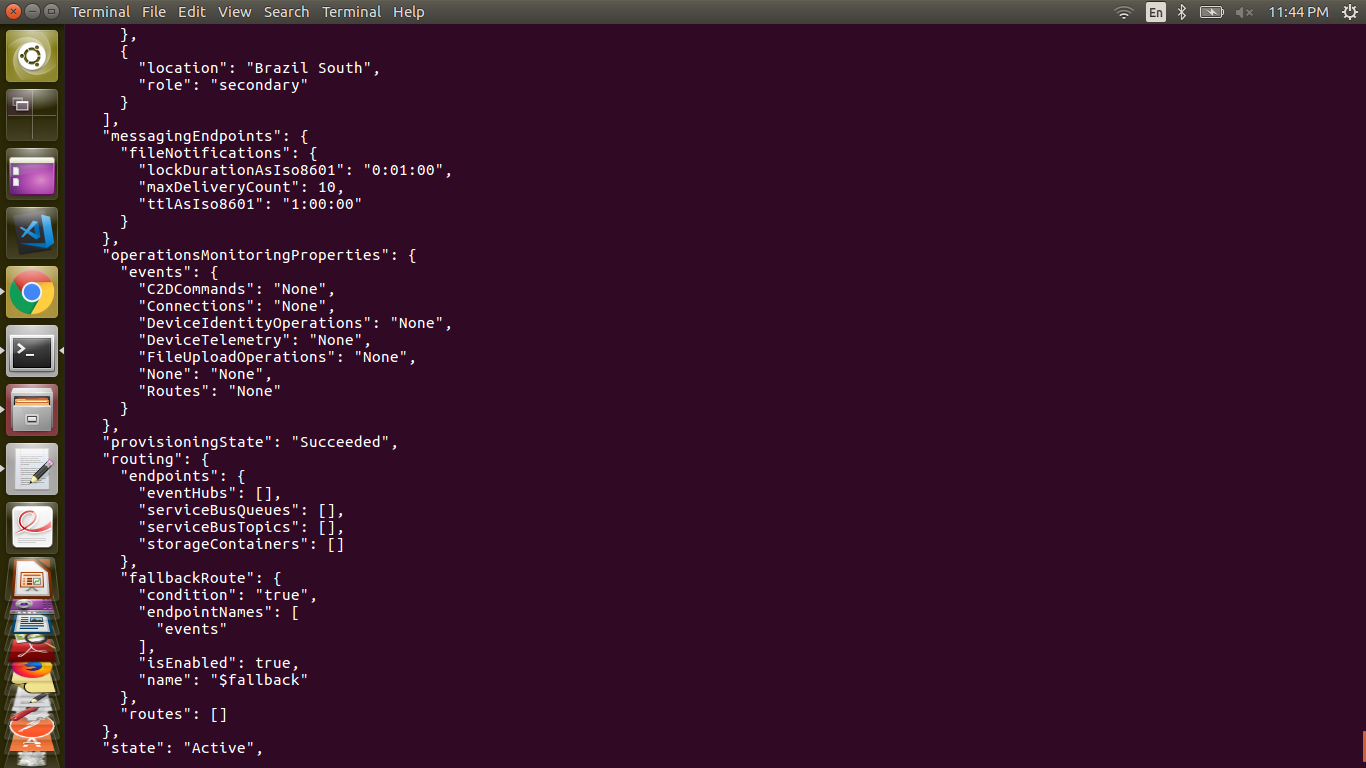 Terminal File Edit View Search Terminal Help En 11:44 PM
},
{
"location": "Brazil South",
"role": "secondary"
}
],
"messagingEndpoints": {
"fileNotifications": {
"lockDurationAsIso8601": "0:01:00",
"maxDeliveryCount": 10,
"ttlAsIso8601": "1:00:00"
}
},
"operationsMonitoringProperties": {
"events": {
"C2DCommands": "None",
"Connections": "None",
"DeviceIdentityOperations": "None",
"DeviceTelemetry": "None",
"FileUploadOperations": "None",
"None": "None",
"Routes": "None"
}
},
"provisioningState": "Succeeded",
"routing": {
"endpoints": {
"eventHubs": [],
"serviceBusQueues": [],
"serviceBusTopics": [],
"storageContainers": []
},
"fallbackRoute": {
"condition": "true",
"endpointNames": [
"events"
],
"isEnabled": true,
"name": "$fallback"
},
"routes": []
},
"state": "Active",